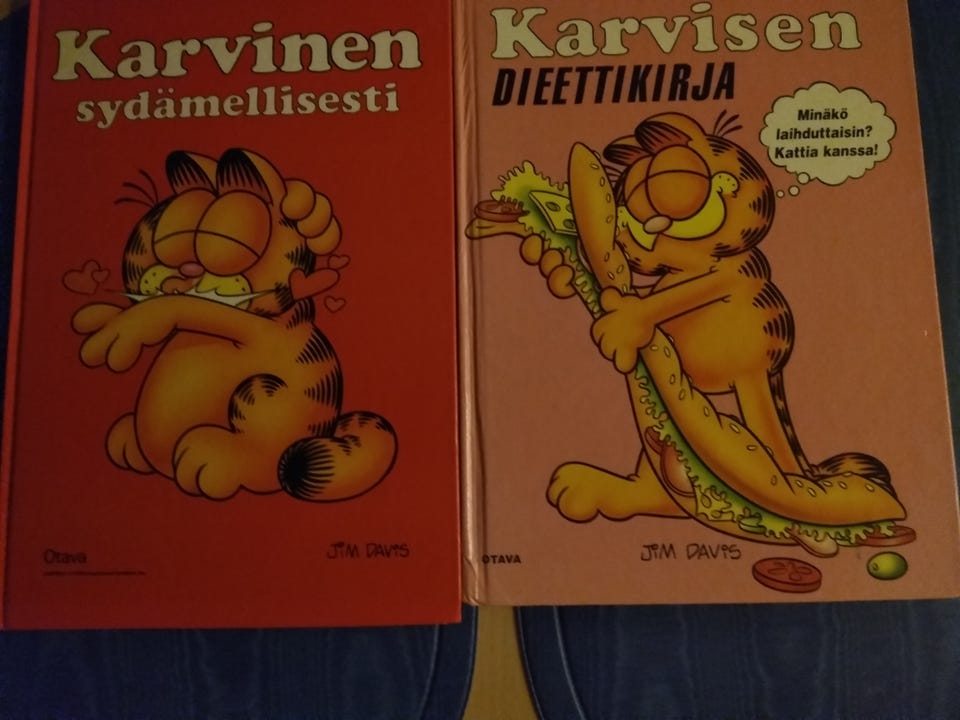 Karvinen
sydämellisesti
Otava
JIM DAVIS
Karvisen
DIEETTIKIRJA
Minäkö
laihduttaisin?
Kattia kanssa!
OTAVA
JIM DAVIS